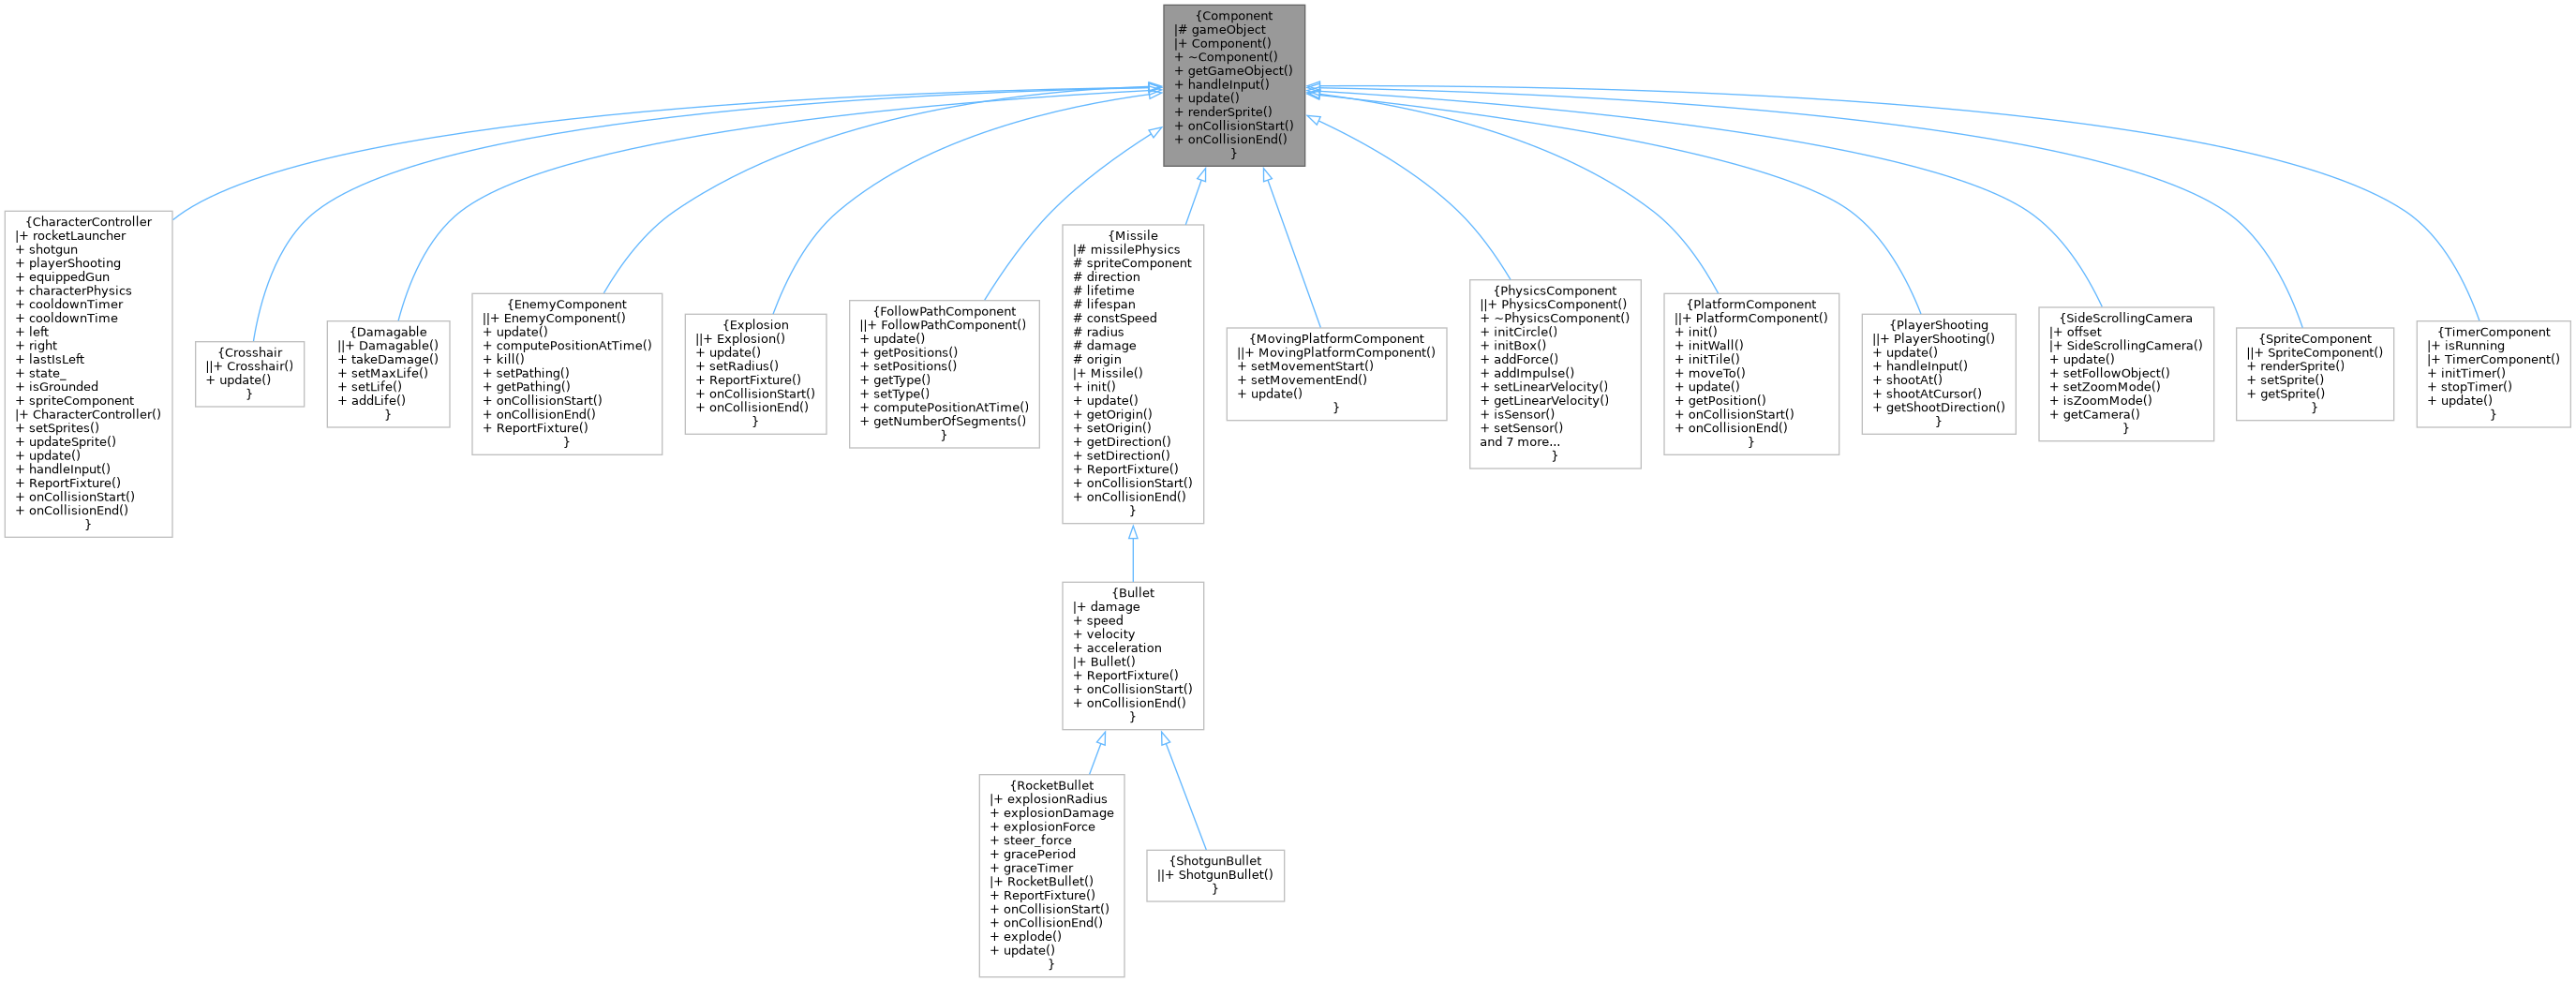 {Component
|# gameObject
|+ Component()
+ ~Component()
+ getGameObject()
+ handleInput()
+ update()
+ renderSprite()
+ onCollisionStart()
+ onCollisionEnd()
}
{CharacterController
|+ rocketLauncher
+ shotgun
+ playerShooting
+ equippedGun
+ characterPhysics
+ cooldownTimer
+ cooldownTime
+ left
+ right
+ lastIsLeft
+ state_
+ isGrounded
+ spriteComponent
|+ CharacterController()
+ setSprites()
+ updateSprite()
+ update()
+ handleInput()
+ ReportFixture()
+ onCollisionStart()
+ onCollisionEnd()
}
{Crosshair
||+ Crosshair()
+ update()
}
{Damagable
||+ Damagable()
+ takeDamage()
+ setMaxLife()
+ setLife()
+ addLife()
}
{EnemyComponent
||+ EnemyComponent()
+ update()
+ computePositionAtTime()
+ kill()
+ setPathing()
+ getPathing()
+ onCollisionStart()
+ onCollisionEnd()
+ ReportFixture()
}
{Explosion
||+ Explosion()
+ update()
+ setRadius()
+ ReportFixture()
+ onCollisionStart()
+ onCollisionEnd()
}
{FollowPathComponent
||+ FollowPathComponent()
+ update()
+ getPositions()
+ setPositions()
+ getType()
+ setType()
+ computePositionAtTime()
+ getNumberOfSegments()
}
{Missile
|# missilePhysics
# spriteComponent
# direction
# lifetime
# lifespan
# constSpeed
# radius
# damage
# origin
|+ Missile()
+ init()
+ update()
+ getOrigin()
+ setOrigin()
+ getDirection()
+ setDirection()
+ ReportFixture()
+ onCollisionStart()
+ onCollisionEnd()
}
{MovingPlatformComponent
||+ MovingPlatformComponent()
+ setMovementStart()
+ setMovementEnd()
+ update()
}
{PhysicsComponent
||+ PhysicsComponent()
+ ~PhysicsComponent()
+ initCircle()
+ initBox()
+ addForce()
+ addImpulse()
+ setLinearVelocity()
+ getLinearVelocity()
+ isSensor()
+ setSensor()
and 7 more...
}
{PlatformComponent
||+ PlatformComponent()
+ init()
+ initWall()
+ initTile()
+ moveTo()
+ update()
+ getPosition()
+ onCollisionStart()
+ onCollisionEnd()
}
{PlayerShooting
||+ PlayerShooting()
+ update()
+ handleInput()
+ shootAt()
+ shootAtCursor()
+ getShootDirection()
}
{SideScrollingCamera
|+ offset
|+ SideScrollingCamera()
+ update()
+ setFollowObject()
+ setZoomMode()
+ isZoomMode()
+ getCamera()
}
{SpriteComponent
||+ SpriteComponent()
+ renderSprite()
+ setSprite()
+ getSprite()
}
{TimerComponent
|+ isRunning
|+ TimerComponent()
+ initTimer()
+ stopTimer()
+ update()
}
{Bullet
|+ damage
+ speed
+ velocity
+ acceleration
|+ Bullet()
+ ReportFixture()
+ onCollisionStart()
+ onCollisionEnd()
}
{RocketBullet
|+ explosionRadius
+ explosionDamage
+ explosionForce
+ steer_force
+ gracePeriod
+ graceTimer
|+ RocketBullet()
+ ReportFixture()
+ onCollisionStart()
+ onCollisionEnd()
+ explode()
+ update()
}
{ShotgunBullet
||+ ShotgunBullet()
}